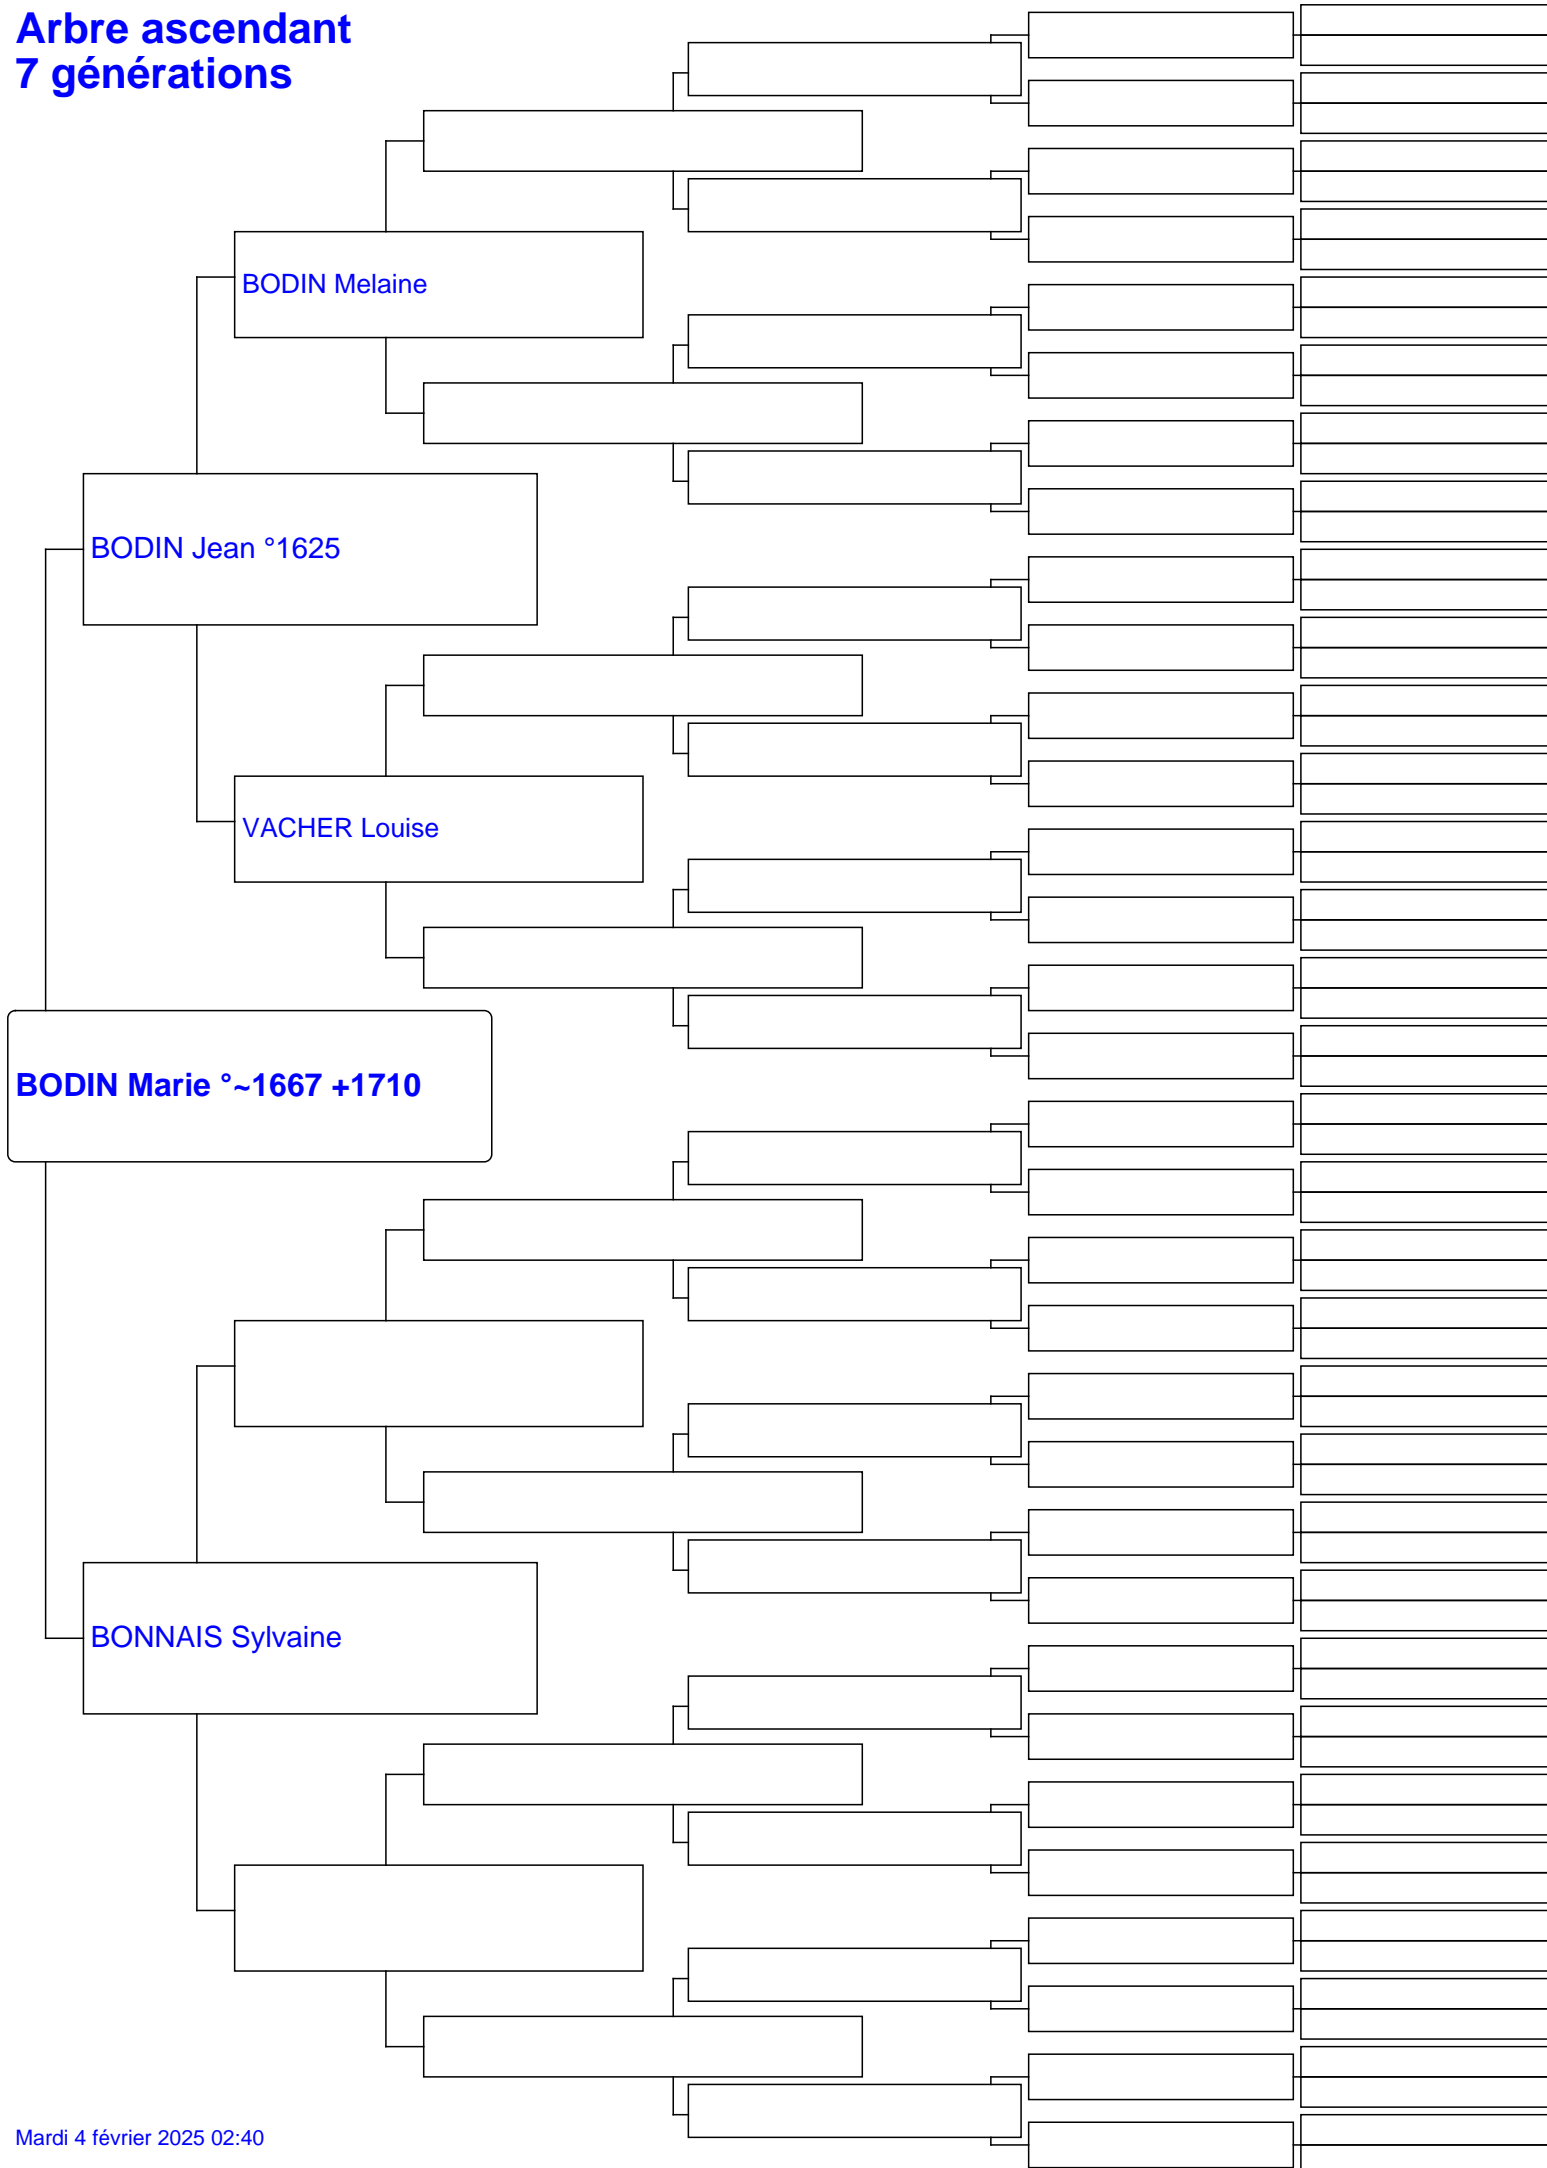 Arbre ascendant
7 générations
BODIN Melaine
BODIN Jean °1625
VACHER Louise
BODIN Marie °~1667 +1710
BONNAIS Sylvaine
Mardi 4 février 2025 02:40